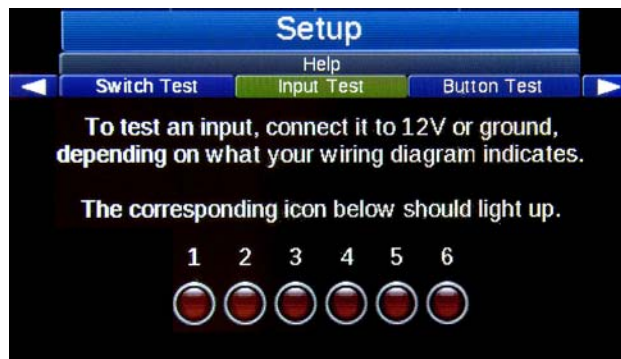 Setup
Help
Switch Test Input Test Button Test
To test an input, connect it to 12V or ground,
depending on what your wiring diagram indicates.
The corresponding icon below should light up.
1 2 3 4 5 6